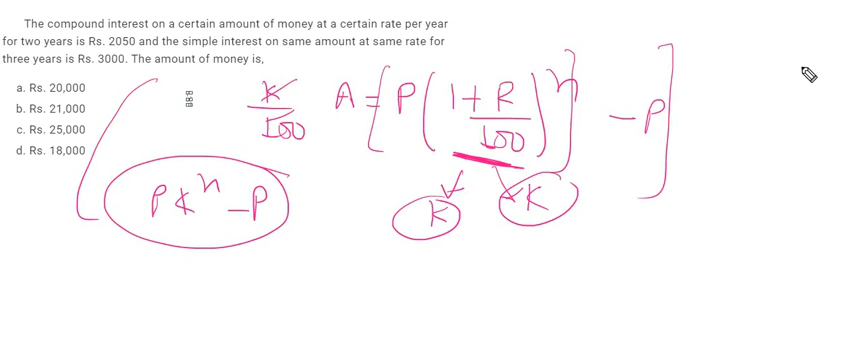 The compound interest on a certain amount of money at a certain rate per year
for two years is Rs. 2050 and the simple interest on same amount at same rate for
three years is Rs. 3000. The amount of money is,
a. Rs. 20,000
b. Rs. 21,000
c. Rs. 25,000
d. Rs. 18,000
K/100
A = [P(1+R/100)^n] - P]
PK^n - P
K
K